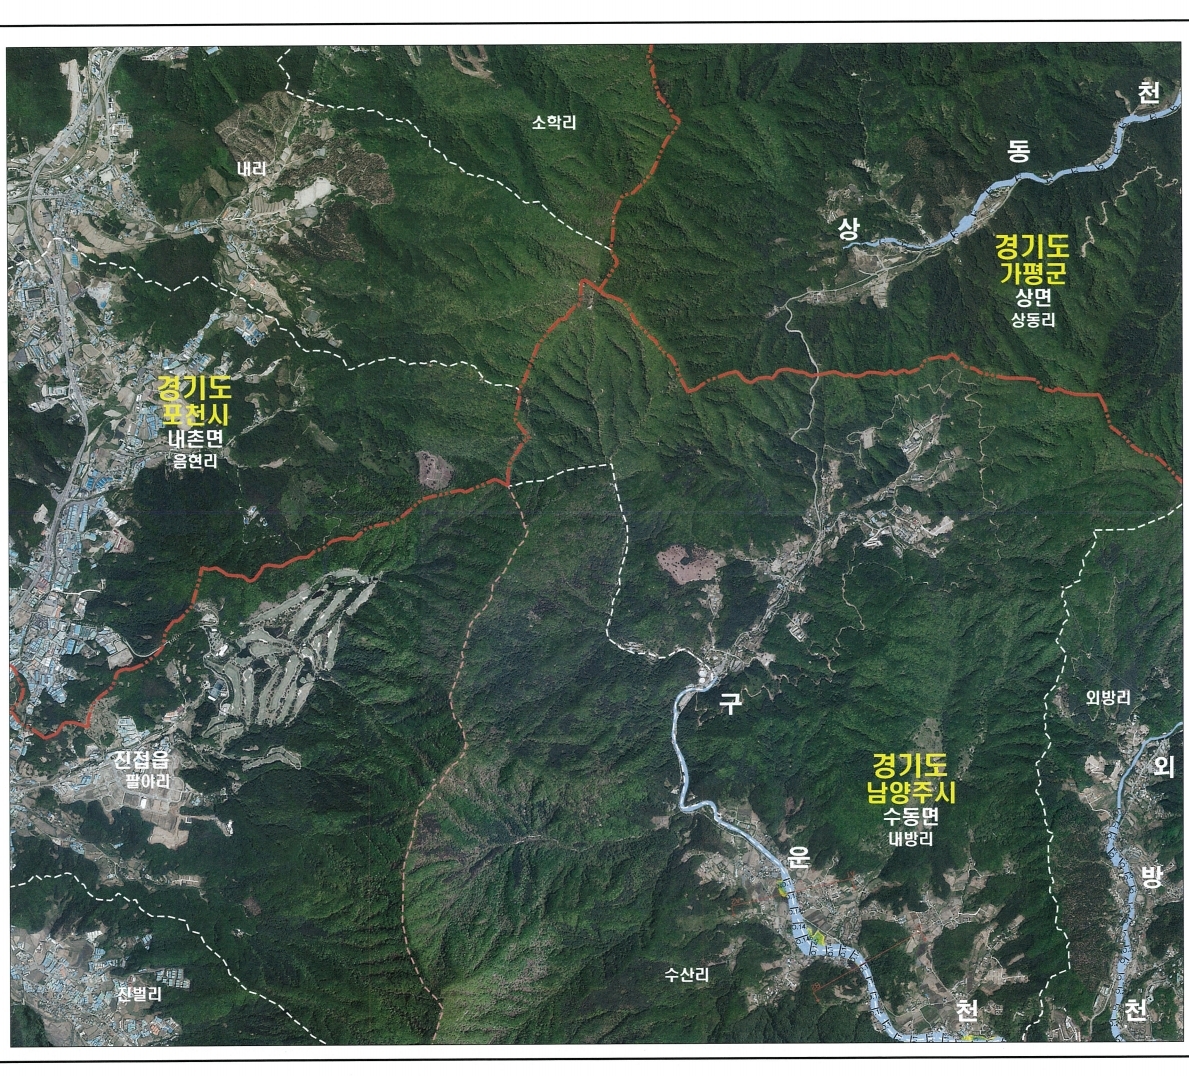 천
소학리
동
내리
상
경기도
가평군
상면
상동리
경기도
포천시
내촌면
음현리
구
외방리
진접읍
팔야리
외
경기도
남양주시
수동면
내방리
운
방
수산리
진벌리
천
천